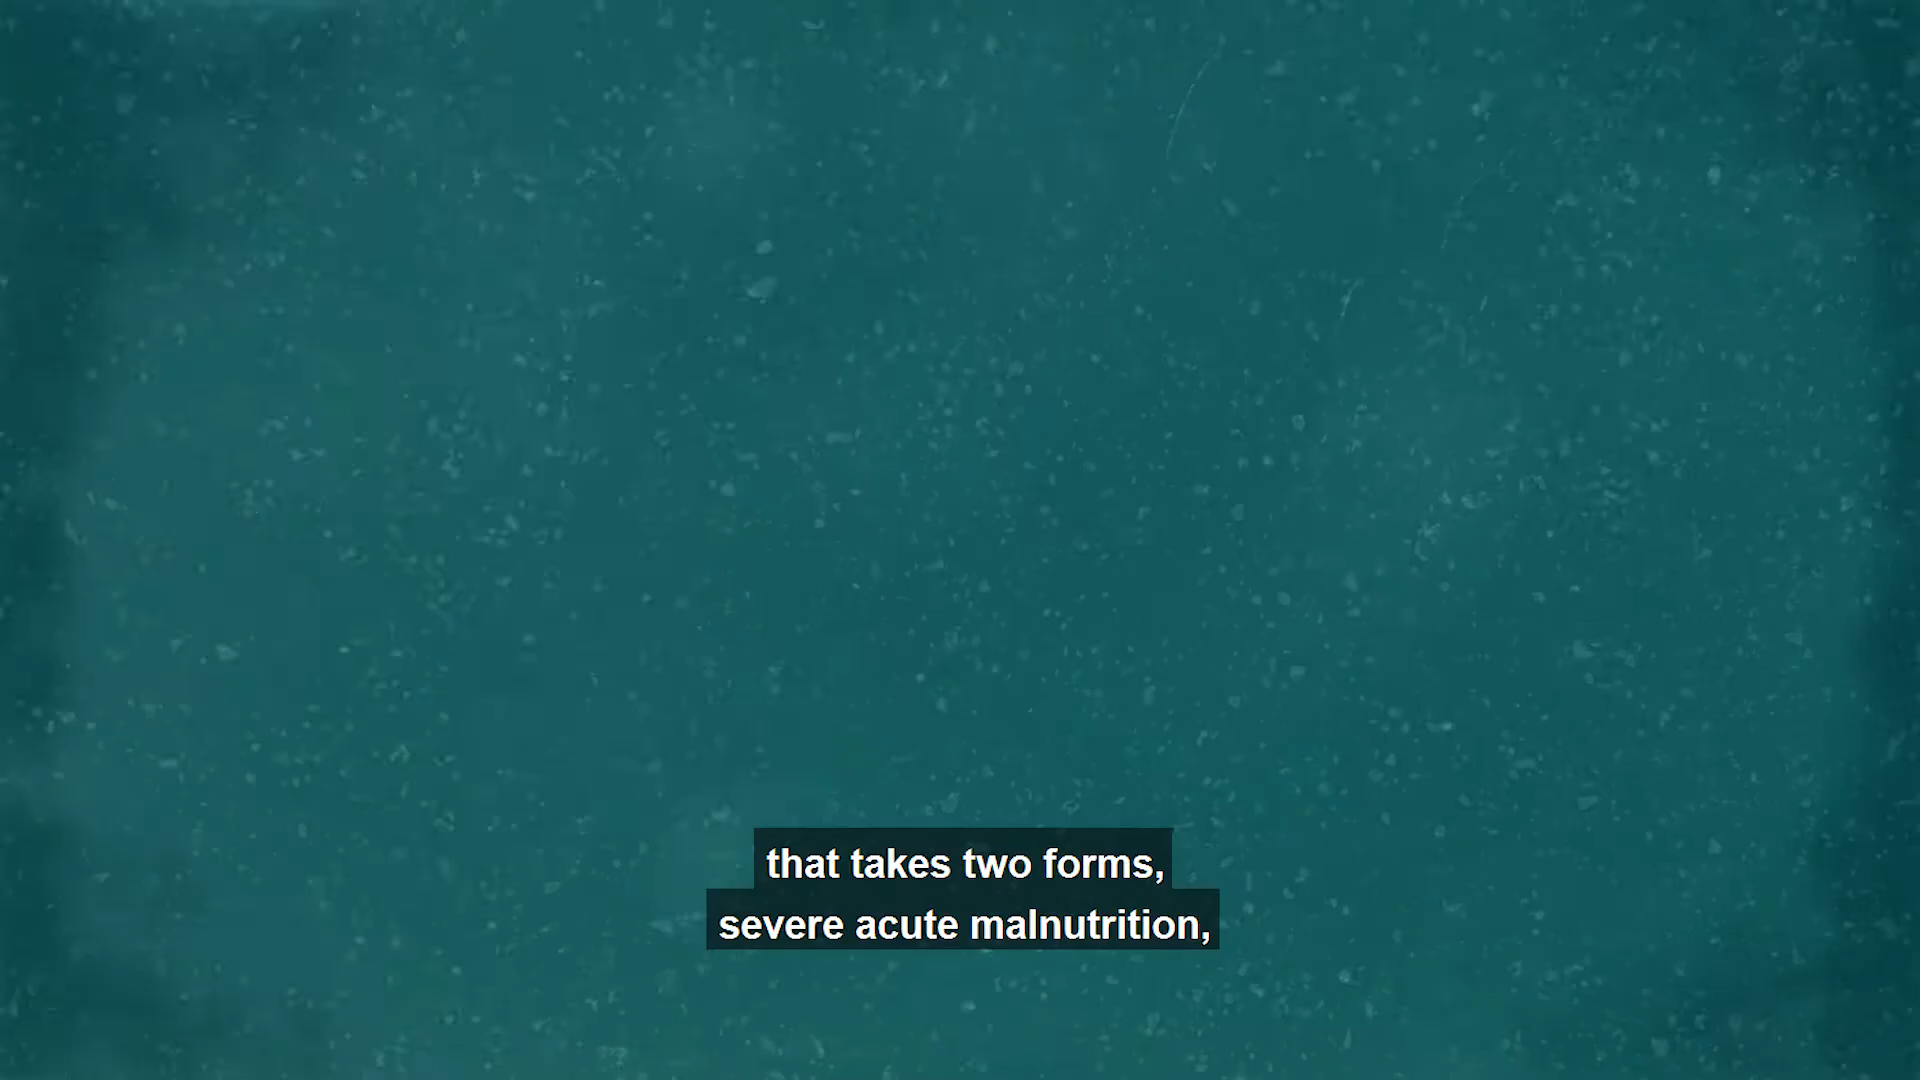 that takes two forms,
severe acute malnutrition,